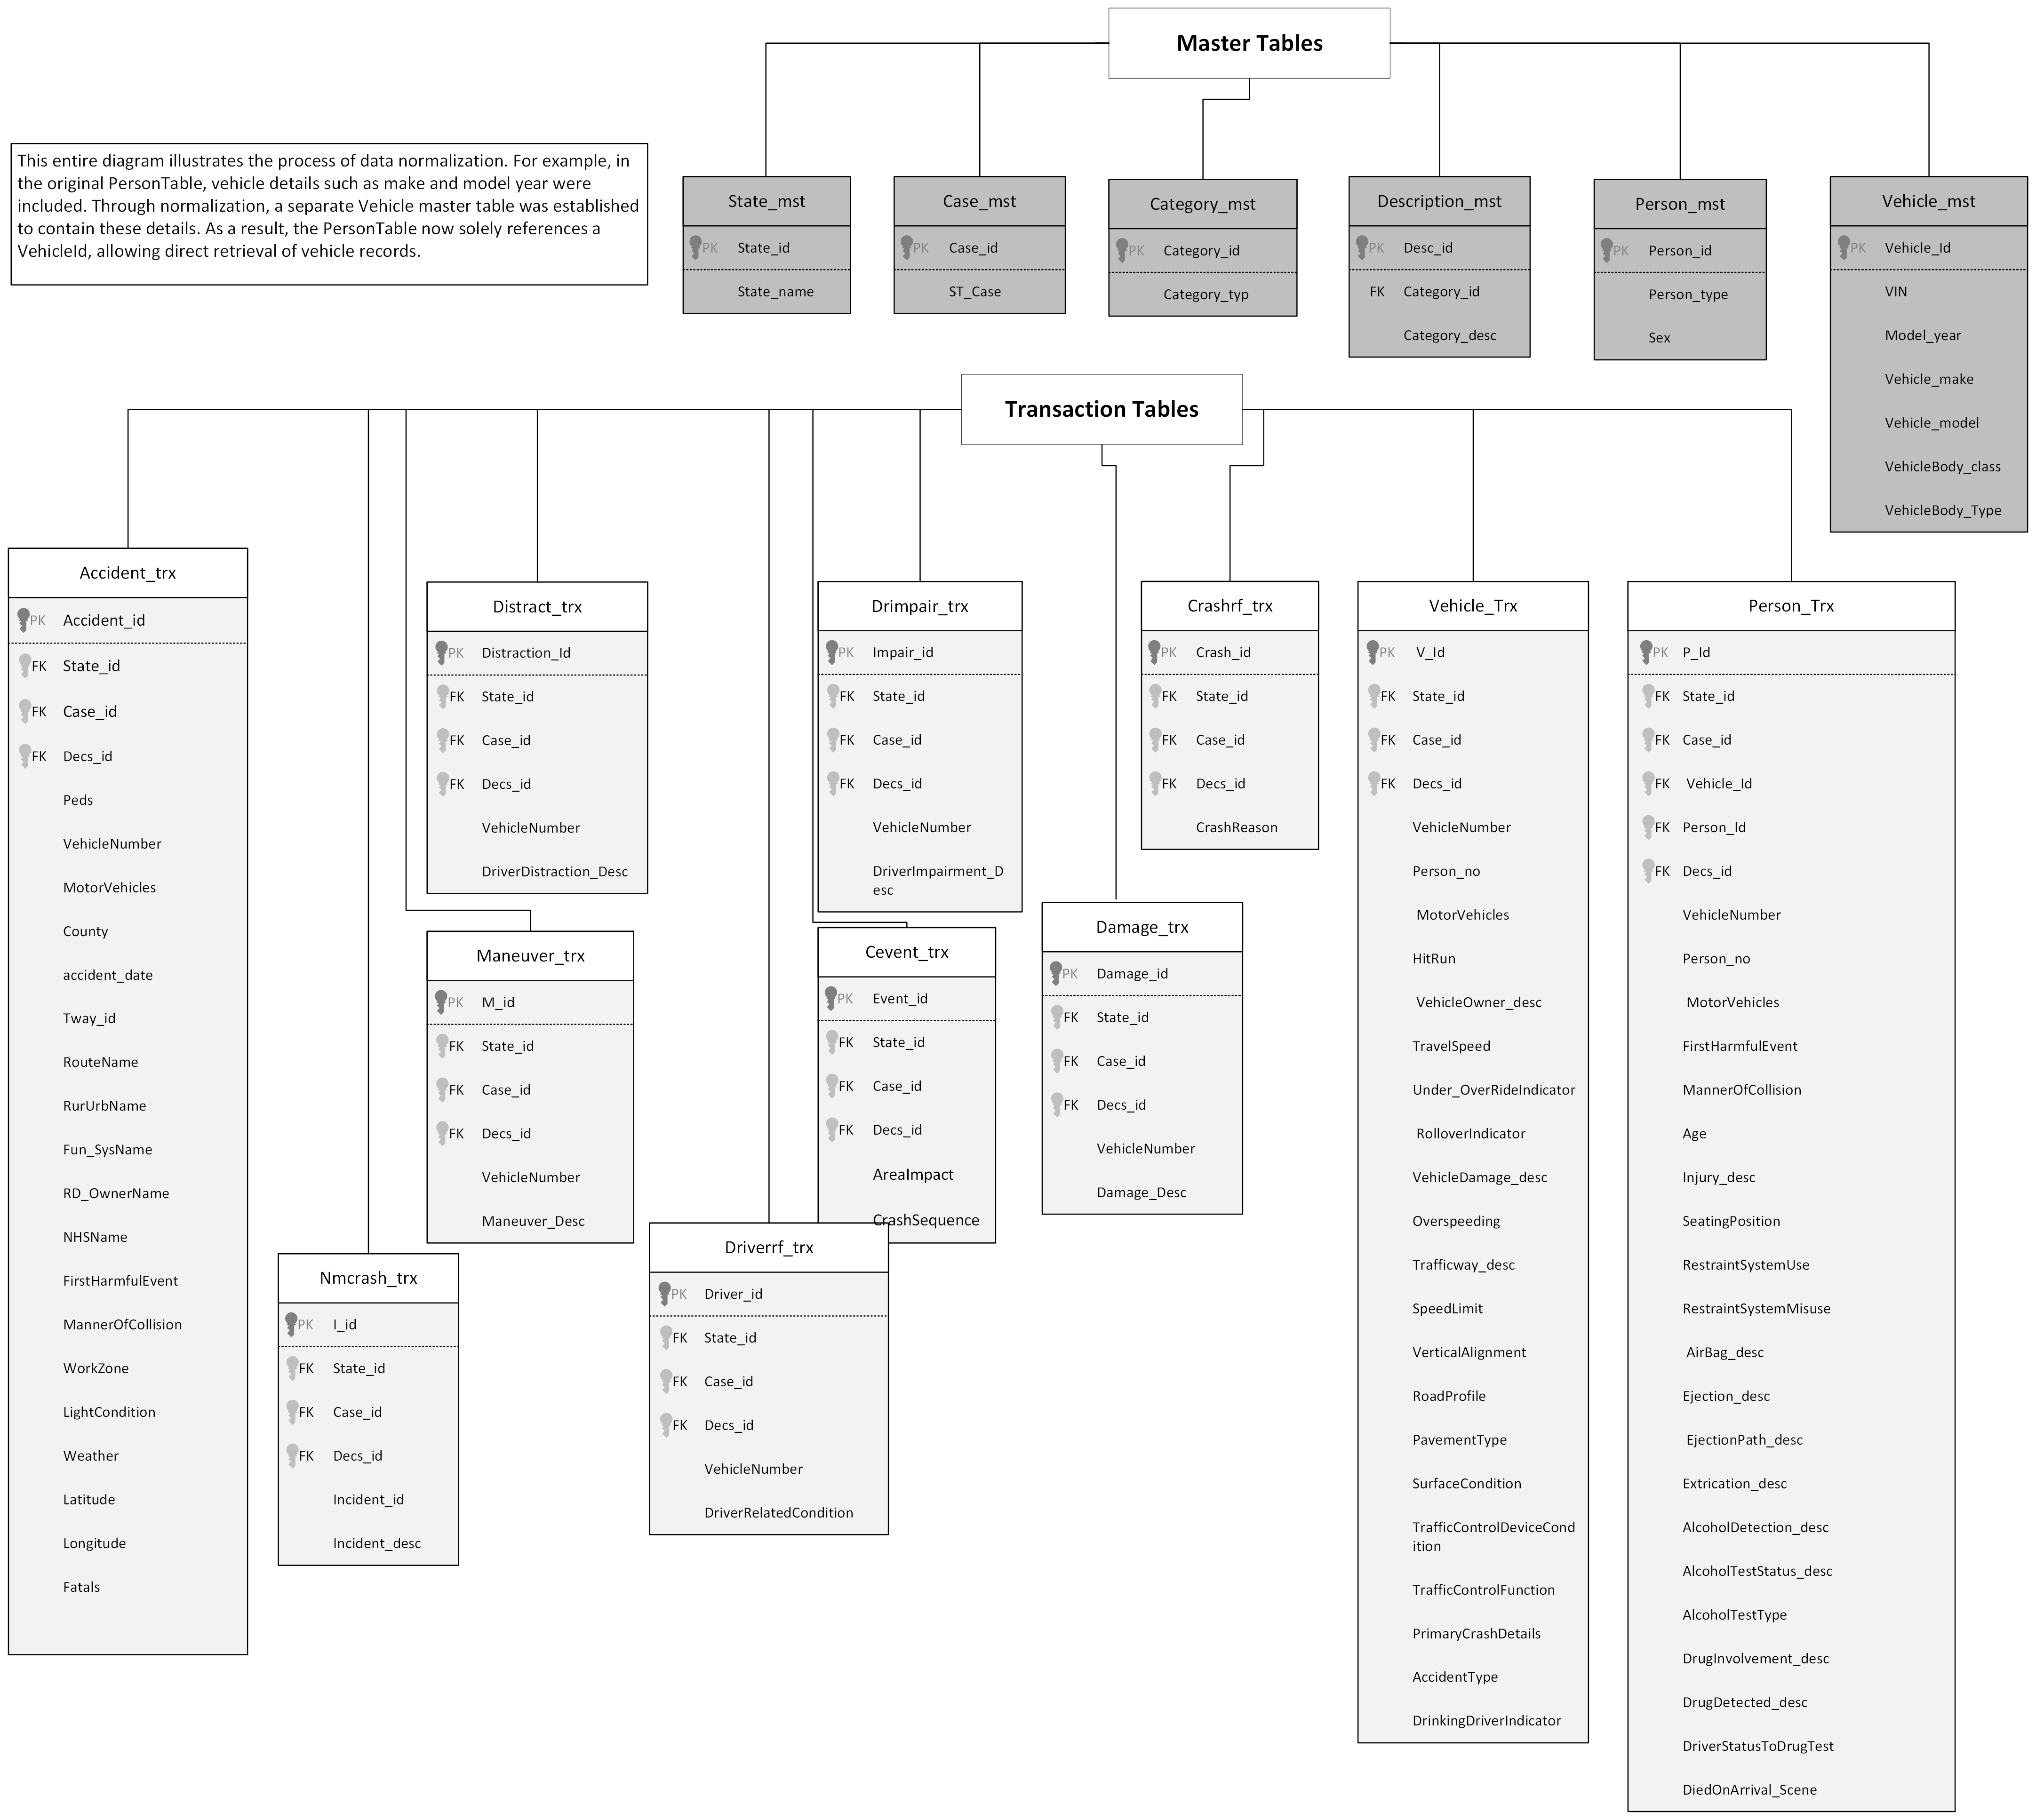 Master Tables
This entire diagram illustrates the process of data normalization. For example, in
the original PersonTable, vehicle details such as make and model year were
included. Through normalization, a separate Vehicle master table was established
to contain these details. As a result, the PersonTable now solely references a
VehicleId, allowing direct retrieval of vehicle records.
State_mst
PK State_id
State_name
Case_mst
PK Case_id
ST_Case
Category_mst
PK Category_id
Category_typ
Description_mst
PK Desc_id
FK Category_id
Category_desc
Person_mst
PK Person_id
Person_type
Sex
Vehicle_mst
PK Vehicle_Id
VIN
Model_year
Vehicle_make
Vehicle_model
VehicleBody_class
VehicleBody_Type
Transaction Tables
Accident_trx
PK Accident_id
FK State_id
FK Case_id
FK Decs_id
Peds
VehicleNumber
MotorVehicles
County
accident_date
Tway_id
RouteName
RurUrbName
Fun_SysName
RD_OwnerName
NHSName
FirstHarmfulEvent
MannerOfCollision
WorkZone
LightCondition
Weather
Latitude
Longitude
Fatals
Distract_trx
PK Distraction_Id
FK State_id
FK Case_id
FK Decs_id
VehicleNumber
DriverDistraction_Desc
Drimpair_trx
PK Impair_id
FK State_id
FK Case_id
FK Decs_id
VehicleNumber
DriverImpairment_D
esc
Crashrf_trx
PK Crash_id
FK State_id
FK Case_id
FK Decs_id
CrashReason
Vehicle_Trx
PK V_Id
FK State_id
FK Case_id
FK Decs_id
VehicleNumber
Person_no
MotorVehicles
HitRun
VehicleOwner_desc
TravelSpeed
Under_OverRideIndicator
RolloverIndicator
VehicleDamage_desc
Overspeeding
Trafficway_desc
SpeedLimit
VerticalAlignment
RoadProfile
PavementType
SurfaceCondition
TrafficControlDeviceCond
ition
TrafficControlFunction
PrimaryCrashDetails
AccidentType
DrinkingDriverIndicator
Person_Trx
PK P_Id
FK State_id
FK Case_id
FK Vehicle_Id
FK Person_Id
FK Decs_id
VehicleNumber
Person_no
MotorVehicles
FirstHarmfulEvent
MannerOfCollision
Age
Injury_desc
SeatingPosition
RestraintSystemUse
RestraintSystemMisuse
AirBag_desc
Ejection_desc
EjectionPath_desc
Extrication_desc
AlcoholDetection_desc
AlcoholTestStatus_desc
AlcoholTestType
DrugInvolvement_desc
DrugDetected_desc
DriverStatusToDrugTest
DiedOnArrival_Scene
Maneuver_trx
PK M_id
FK State_id
FK Case_id
FK Decs_id
VehicleNumber
Maneuver_Desc
Cevent_trx
PK Event_id
FK State_id
FK Case_id
FK Decs_id
AreaImpact
CrashSequence
Damage_trx
PK Damage_id
FK State_id
FK Case_id
FK Decs_id
VehicleNumber
Damage_Desc
Nmcrash_trx
PK I_id
FK State_id
FK Case_id
FK Decs_id
Incident_id
Incident_desc
Driverrf_trx
PK Driver_id
FK State_id
FK Case_id
FK Decs_id
VehicleNumber
DriverRelatedCondition